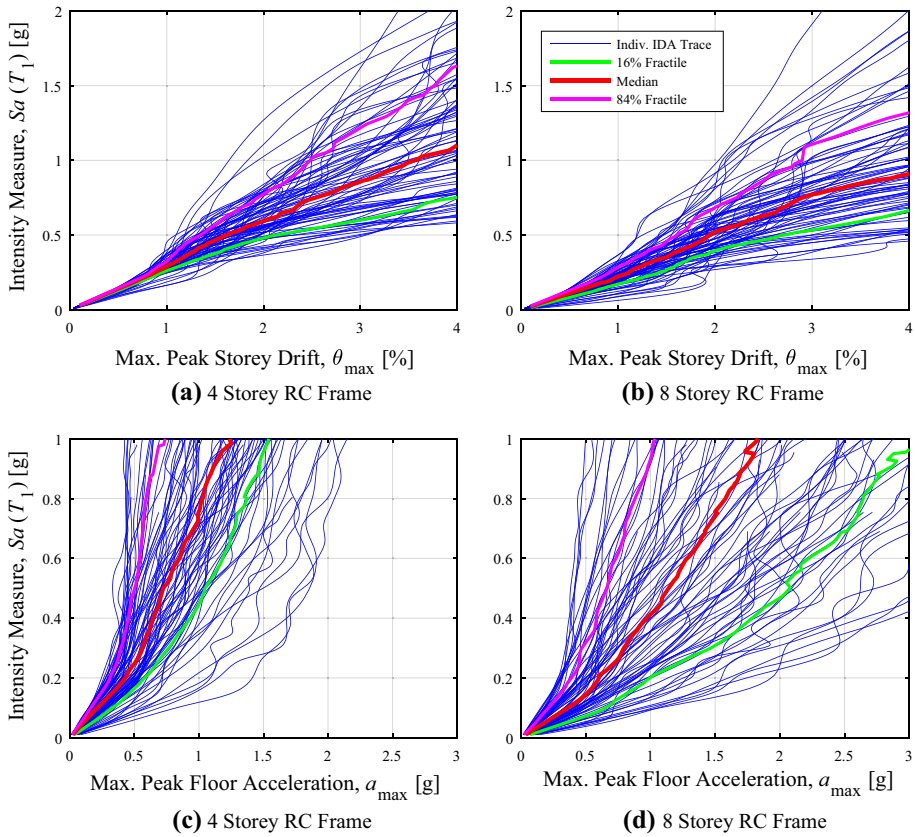 Intensity Measure, Sa (T1) [g]
2
1.5
1
0.5
0
0 1 2 3 4
Max. Peak Storey Drift, θmax [%]
(a) 4 Storey RC Frame
2
1.5
1
0.5
0
0 1 2 3 4
Indiv. IDA Trace
16% Fractile
Median
84% Fractile
Max. Peak Storey Drift, θmax [%]
(b) 8 Storey RC Frame
Intensity Measure, Sa (T1) [g]
1
0.8
0.6
0.4
0.2
0
0 0.5 1 1.5 2 2.5 3
Max. Peak Floor Acceleration, amax [g]
(c) 4 Storey RC Frame
1
0.8
0.6
0.4
0.2
0
0 0.5 1 1.5 2 2.5 3
Max. Peak Floor Acceleration, amax [g]
(d) 8 Storey RC Frame